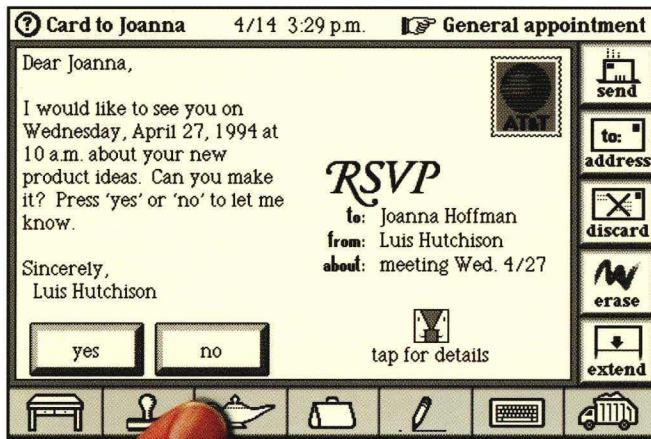 ? Card to Joanna 4/14 3:29 p.m. General appointment
Dear Joanna,
I would like to see you on
Wednesday, April 27, 1994 at
10 a.m. about your new
product ideas. Can you make
it? Press 'yes' or 'no' to let me
know.
Sincerely,
Luis Hutchison
yes no
AT&T
RSVP
to: Joanna Hoffman
from: Luis Hutchison
about: meeting Wed. 4/27
tap for details
send
to:
address
discard
erase
extend